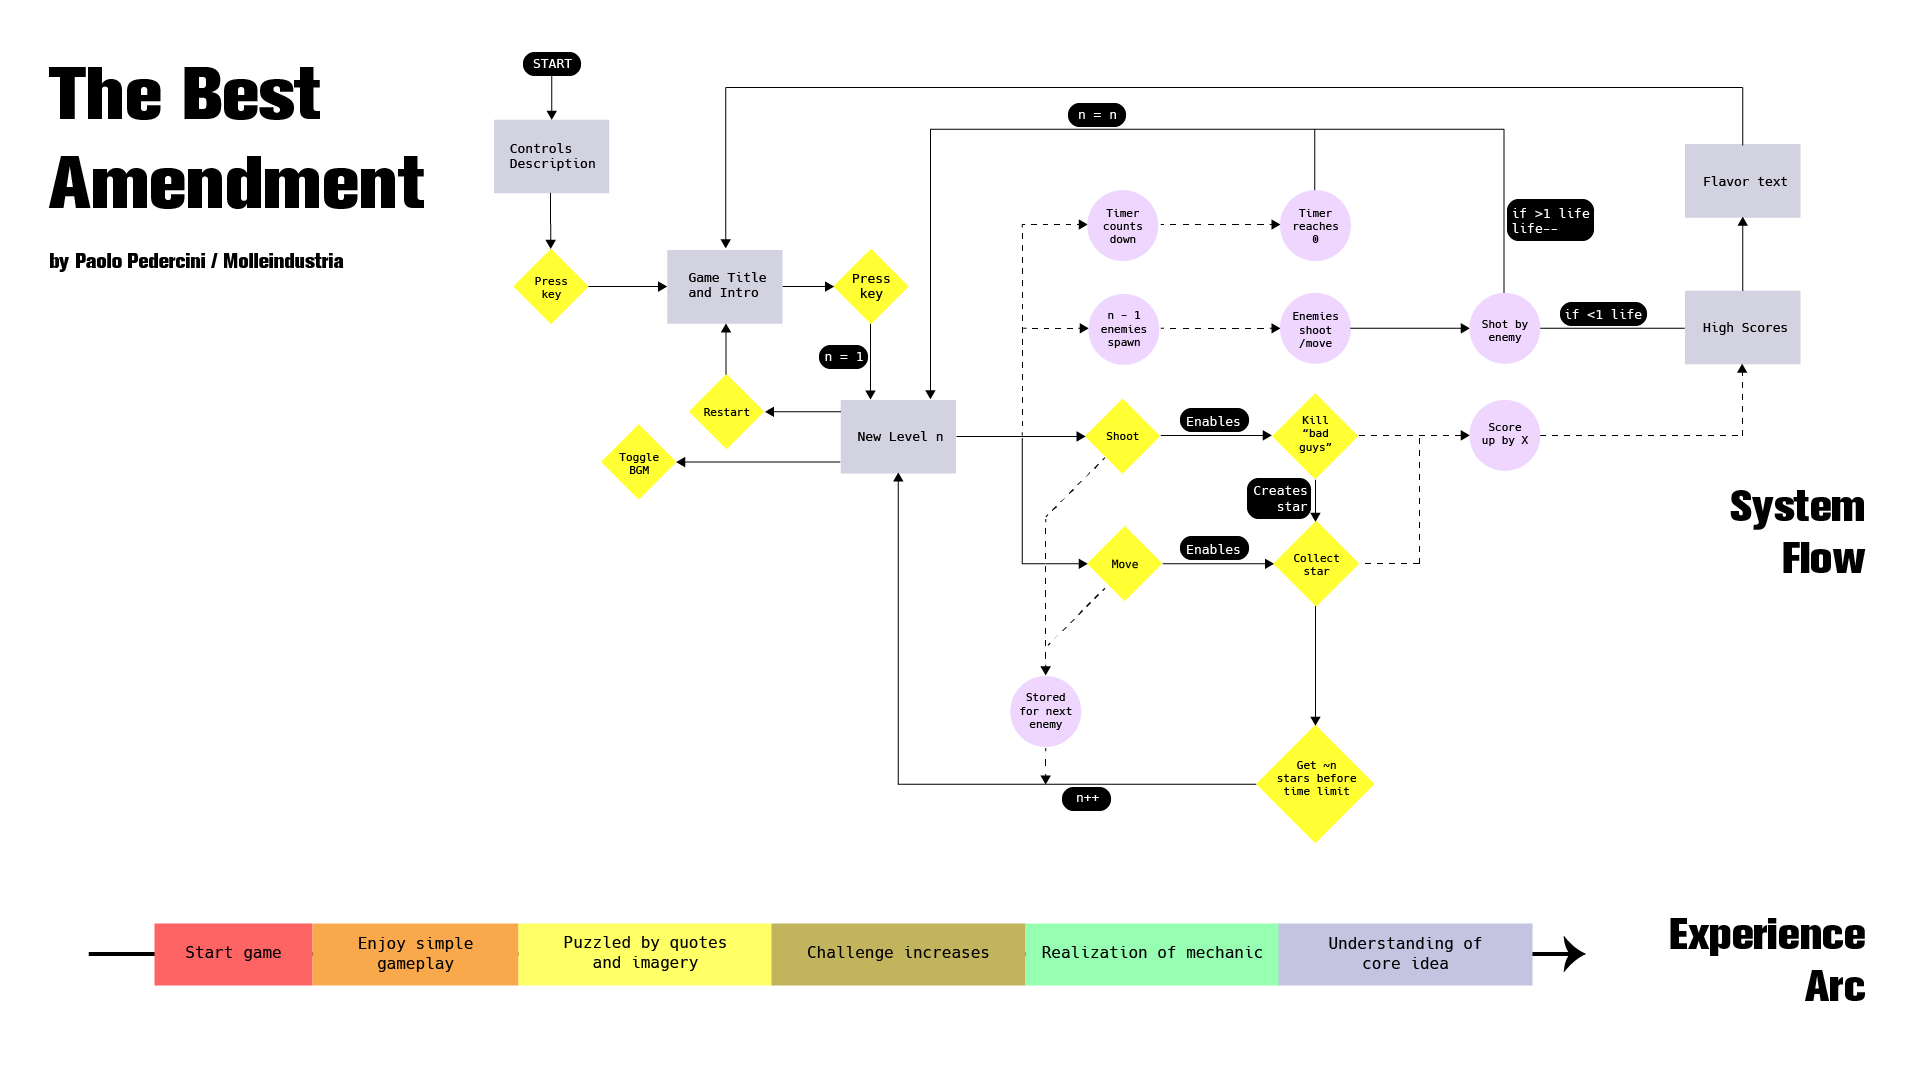 The Best
Amendment
by Paolo Pedercini / Molleindustria
START
Controls
Description
Press
key
Game Title
and Intro
Press
key
n = 1
Restart
Toggle
BGM
New Level n
n = n
Timer
counts
down
Timer
reaches
0
n - 1
enemies
spawn
Enemies
shoot
/move
Shot by
enemy
if >1 life
life--
if <1 life
Flavor text
High Scores
Shoot
Enables
Kill
“bad
guys”
Score
up by X
Creates
star
Move
Enables
Collect
star
Stored
for next
enemy
Get ~n
stars before
time limit
n++
System
Flow
Start game
Enjoy simple
gameplay
Puzzled by quotes
and imagery
Challenge increases
Realization of mechanic
Understanding of
core idea
Experience
Arc